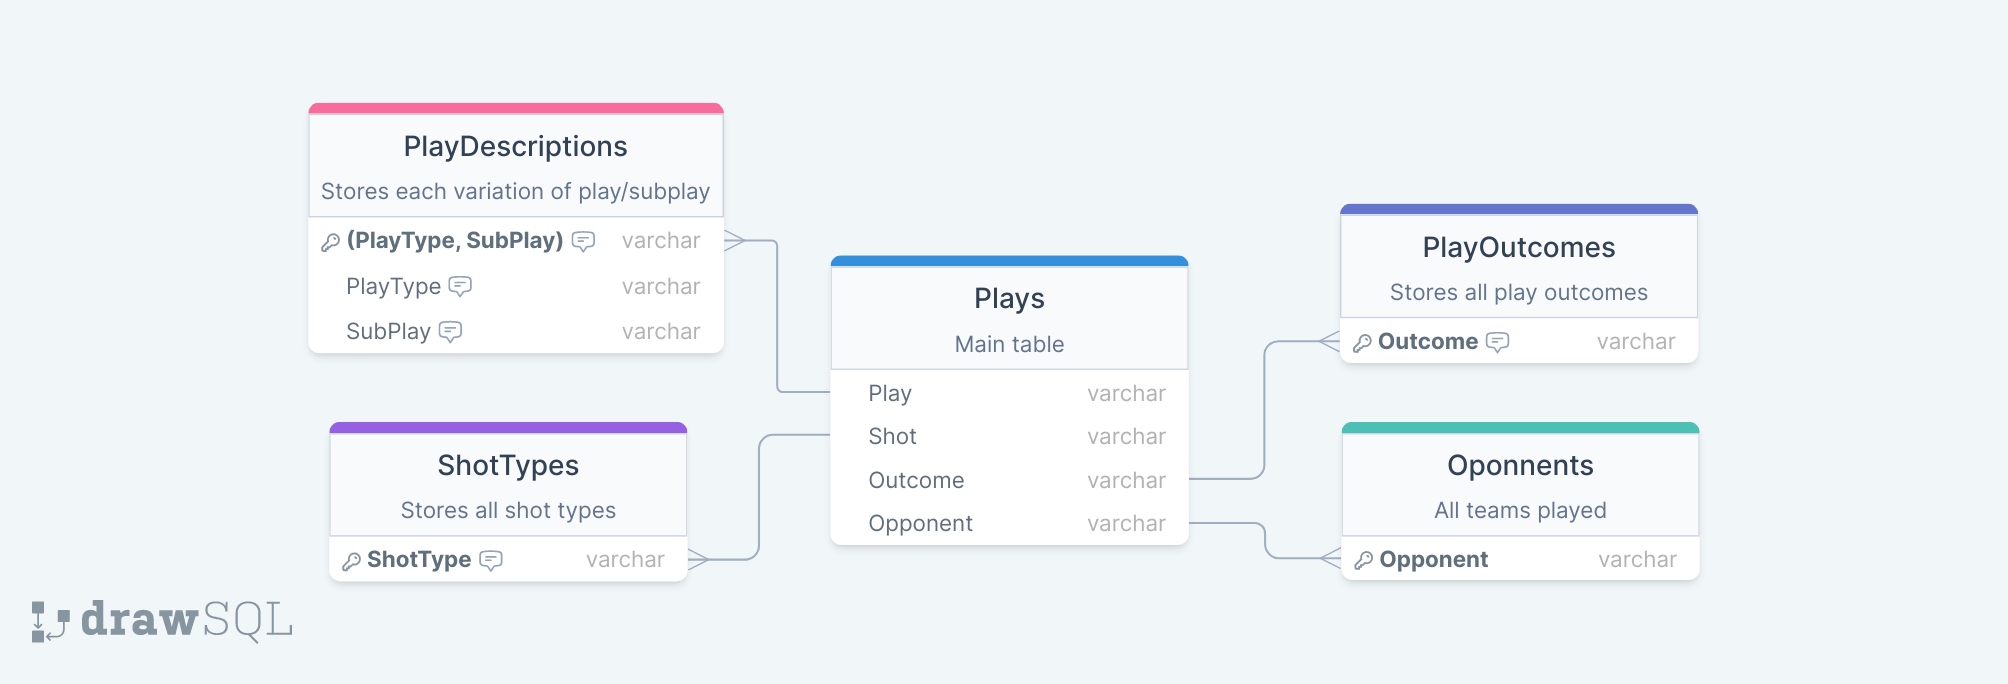 PlayDescriptions
Stores each variation of play/subplay
(PlayType, SubPlay) varchar
PlayType varchar
SubPlay varchar
ShotTypes
Stores all shot types
ShotType varchar
Plays
Main table
Play varchar
Shot varchar
Outcome varchar
Opponent varchar
PlayOutcomes
Stores all play outcomes
Outcome varchar
Oponnents
All teams played
Opponent varchar
drawSQL